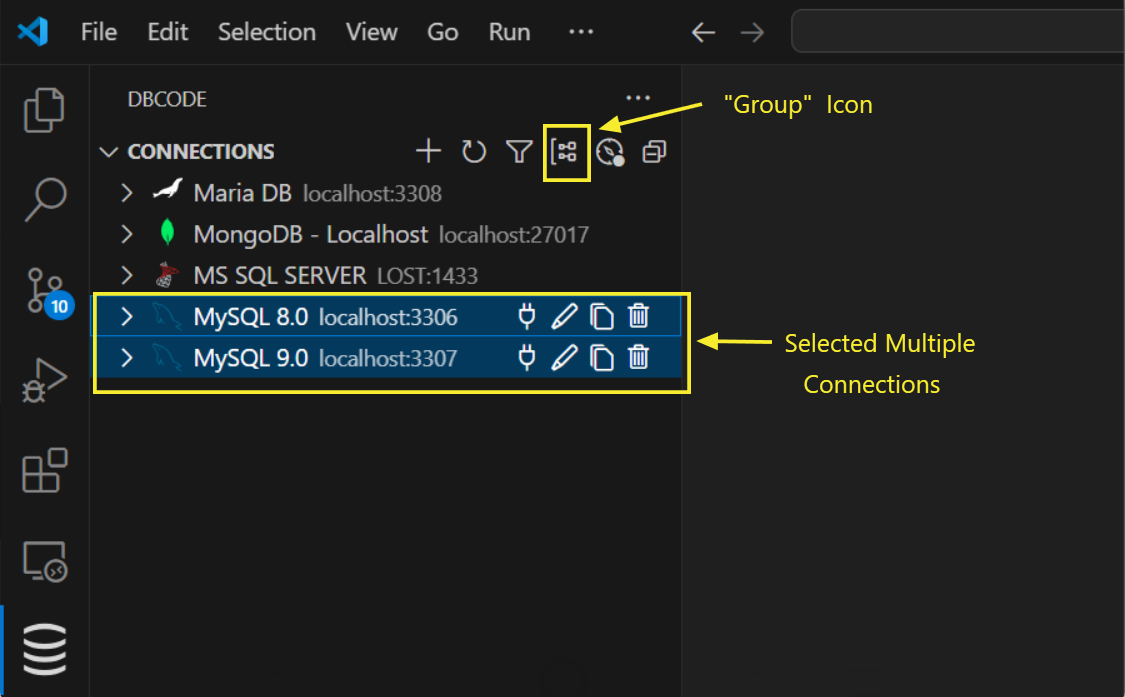 File Edit Selection View Go Run ...
DBCODE ...
"Group" Icon
CONNECTIONS
Maria DB localhost:3308
MongoDB - Localhost localhost:27017
MS SQL SERVER LOST:1433
10
MySQL 8.0 localhost:3306
MySQL 9.0 localhost:3307
Selected Multiple
Connections